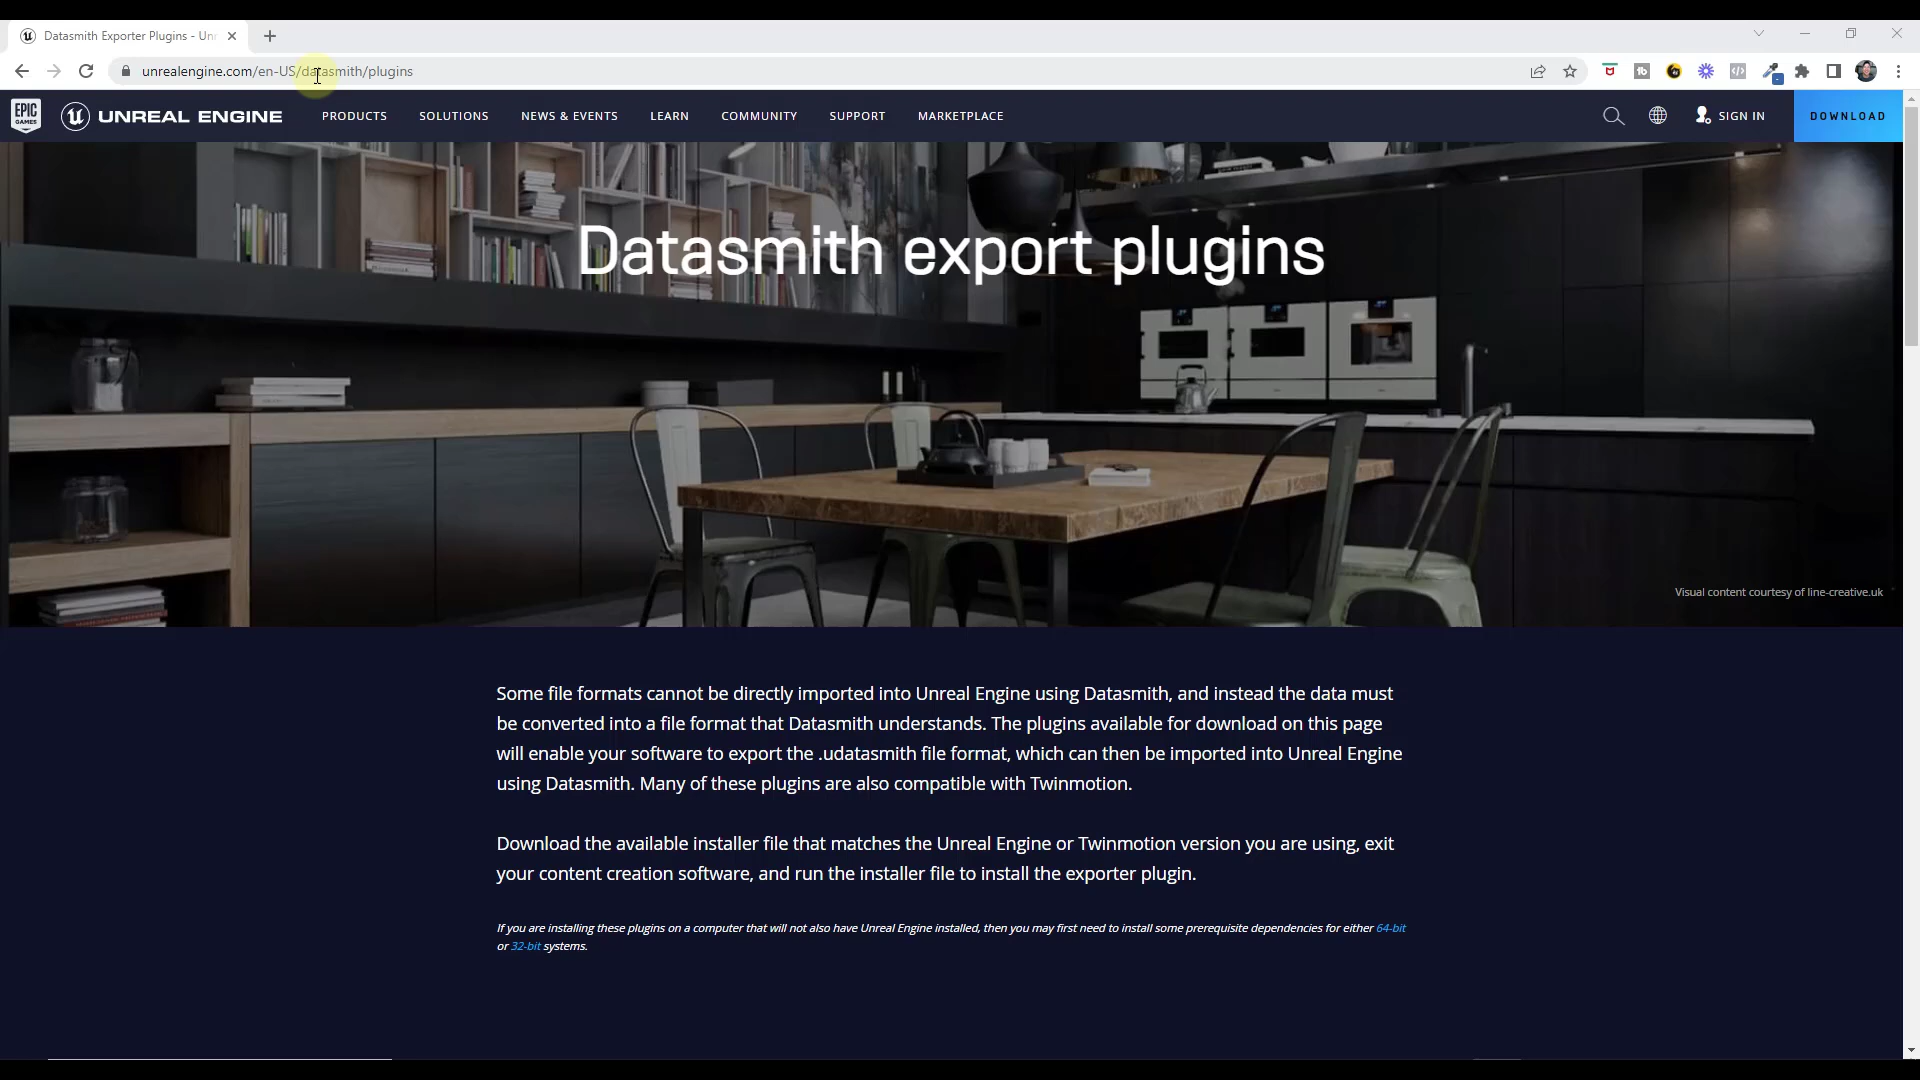 Datasmith Exporter Plugins - Un
unrealengine.com/en-US/datasmith/plugins
EPIC GAMES
UNREAL ENGINE
PRODUCTS
SOLUTIONS
NEWS & EVENTS
LEARN
COMMUNITY
SUPPORT
MARKETPLACE
SIGN IN
DOWNLOAD
Datasmith export plugins
Visual content courtesy of line-creative.uk
Some file formats cannot be directly imported into Unreal Engine using Datasmith, and instead the data must
be converted into a file format that Datasmith understands. The plugins available for download on this page
will enable your software to export the .udatasmith file format, which can then be imported into Unreal Engine
using Datasmith. Many of these plugins are also compatible with Twinmotion.
Download the available installer file that matches the Unreal Engine or Twinmotion version you are using, exit
your content creation software, and run the installer file to install the exporter plugin.
If you are installing these plugins on a computer that will not also have Unreal Engine installed, then you may first need to install some prerequisite dependencies for either 64-bit
or 32-bit systems.